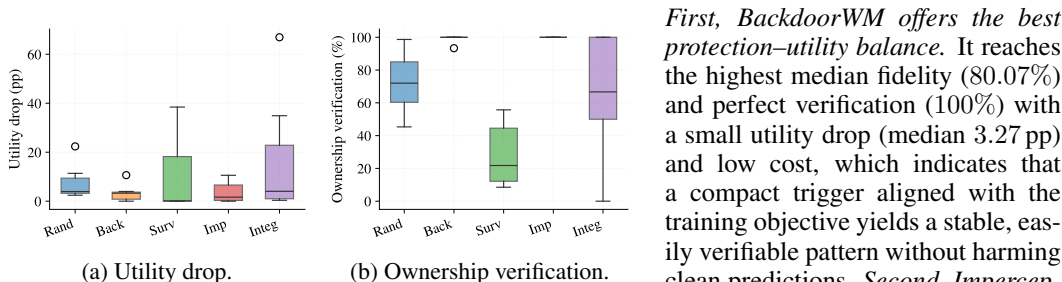 Utility drop (pp)
60
40
20
0
Rand
Back
Surv
Imp
Integ
(a) Utility drop.
Ownership verification (%)
100
80
60
40
20
0
Rand
Back
Surv
Imp
Integ
(b) Ownership verification.
First, BackdoorWM offers the best
protection–utility balance. It reaches
the highest median fidelity (80.07%)
and perfect verification (100%) with
a small utility drop (median 3.27 pp)
and low cost, which indicates that
a compact trigger aligned with the
training objective yields a stable, eas-
ily verifiable pattern without harming
clean predictions. Second, Impercep-